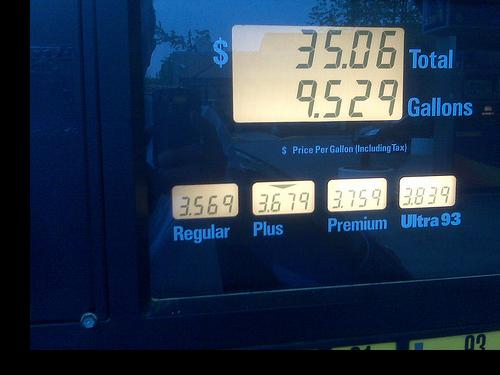 $ 35.06 Total
9.529 Gallons
$ Price Per Gallon (Including Tax)
3.569 3.679 3.759 3.839
Regular Plus Premium Ultra 93
93